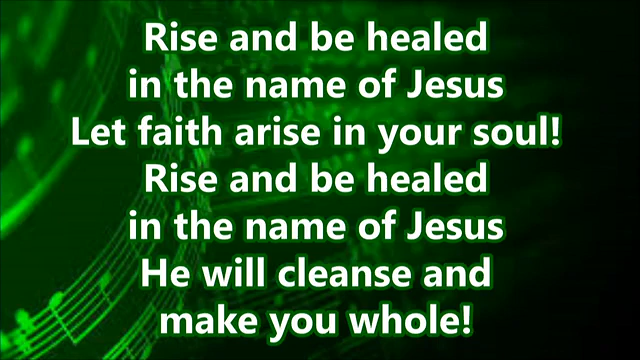 Rise and be healed
in the name of Jesus
Let faith arise in your soul!
Rise and be healed
in the name of Jesus
He will cleanse and
make you whole!